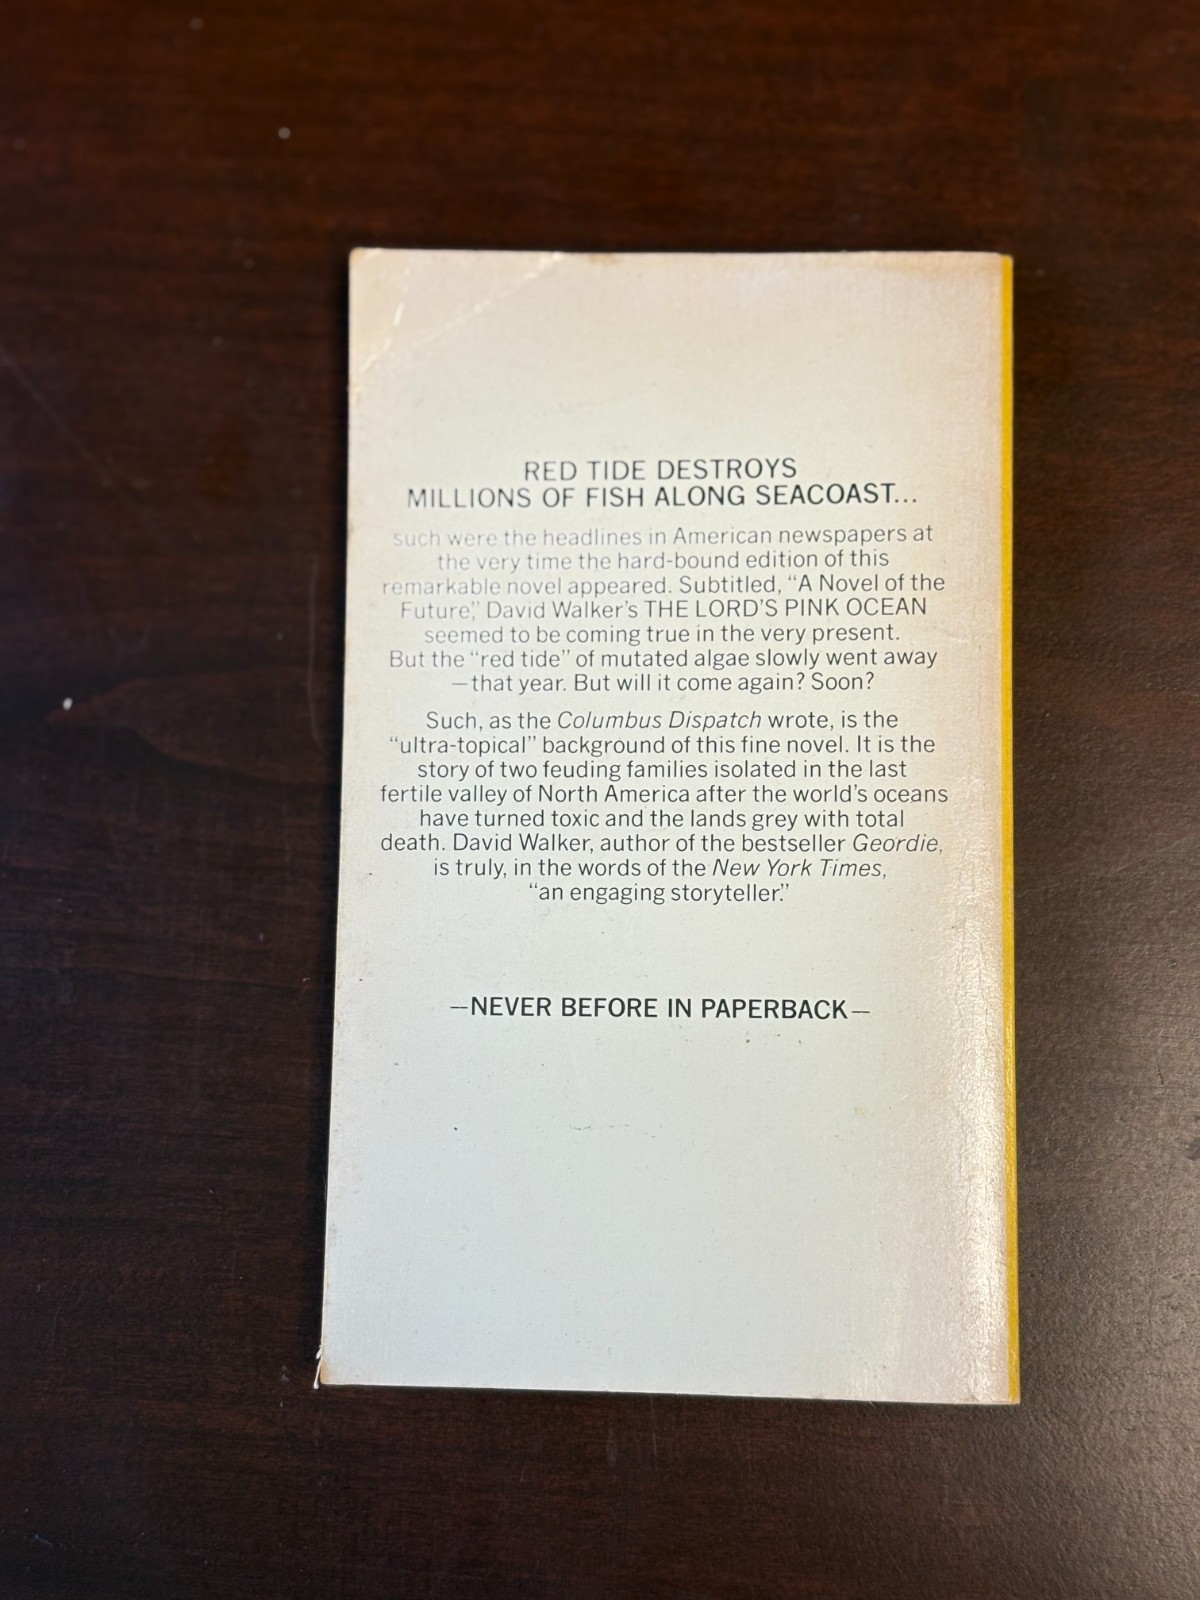 RED TIDE DESTROYS
MILLIONS OF FISH ALONG SEACOAST...
such were the headlines in American newspapers at
the very time the hard-bound edition of this
remarkable novel appeared. Subtitled, “A Novel of the
Future,” David Walker’s THE LORD’S PINK OCEAN
seemed to be coming true in the very present.
But the “red tide” of mutated algae slowly went away
—that year. But will it come again? Soon?
Such, as the Columbus Dispatch wrote, is the
“ultra-topical” background of this fine novel. It is the
story of two feuding families isolated in the last
fertile valley of North America after the world’s oceans
have turned toxic and the lands grey with total
death. David Walker, author of the bestseller Geordie,
is truly, in the words of the New York Times,
“an engaging storyteller.”
—NEVER BEFORE IN PAPERBACK—